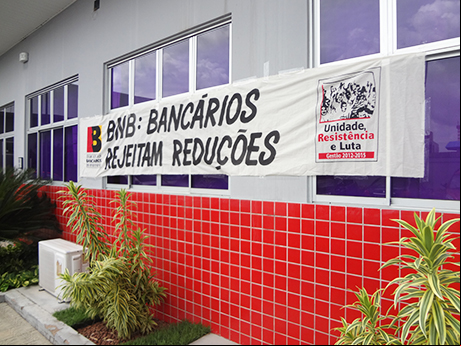 BNB: BANCÁRIOS
REJEITAM REDUÇÕES
B
Unidade,
Resistência
e Luta
Gestão 2012-2015